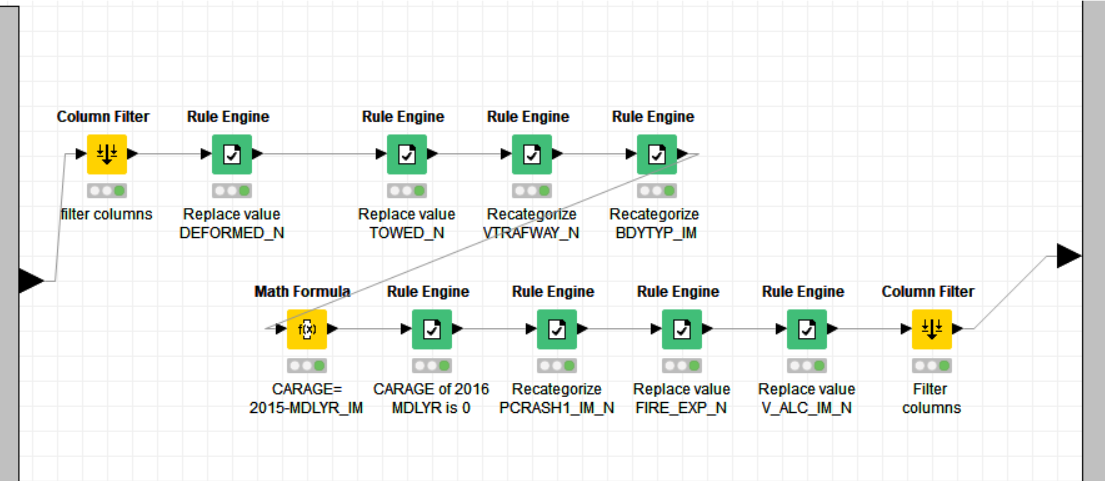 Column Filter
Rule Engine
Rule Engine
Rule Engine
Rule Engine
filter columns
Replace value
DEFORMED_N
Replace value
TOWED_N
Recategorize
VTRAFWAY_N
Recategorize
BDYTYP_IM
Math Formula
Rule Engine
Rule Engine
Rule Engine
Rule Engine
Column Filter
f(x)
CARAGE=
2015-MDLYR_IM
CARAGE of 2016
MDLYR is 0
Recategorize
PCRASH1_IM_N
Replace value
FIRE_EXP_N
Replace value
V_ALC_IM_N
Filter
columns